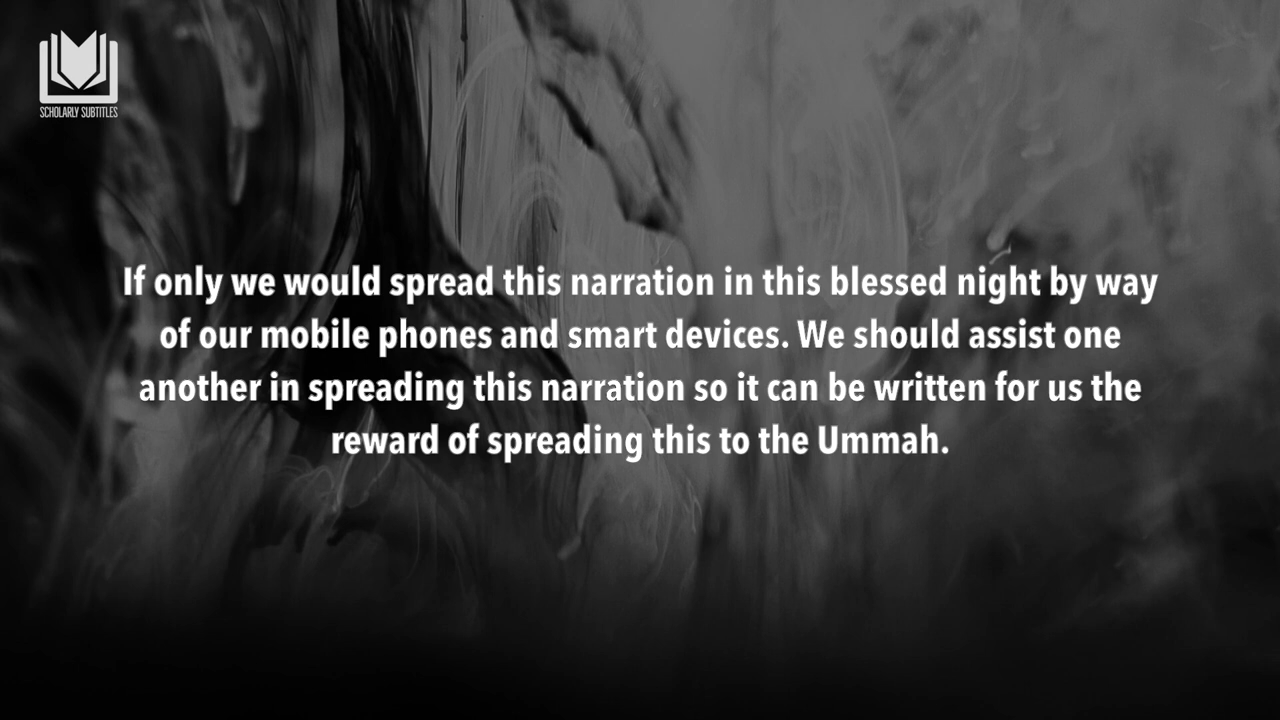 SCHOLARLY SUBTITLES
If only we would spread this narration in this blessed night by way
of our mobile phones and smart devices. We should assist one
another in spreading this narration so it can be written for us the
reward of spreading this to the Ummah.